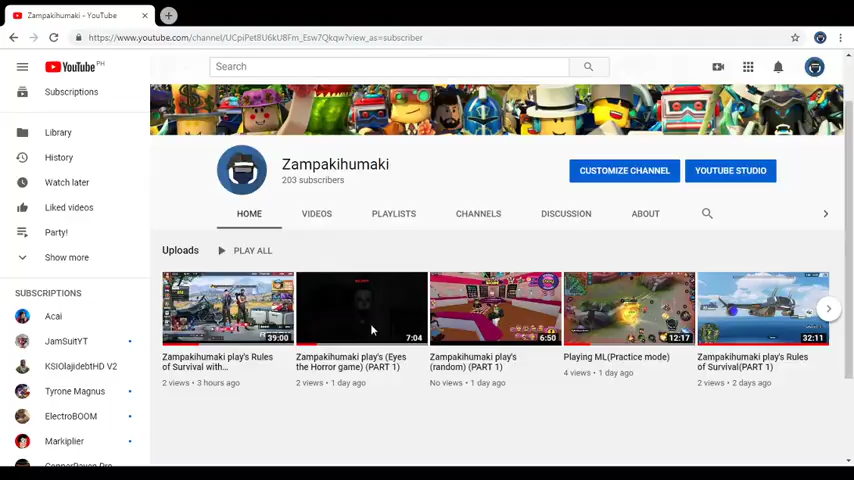 Zampakihumaki - YouTube
https://www.youtube.com/channel/UCpiPet8U6kU8Fm_Esw7Qkqw?view_as=subscriber
YouTube PH
Search
Subscriptions
Library
History
Watch later
Liked videos
Party!
Show more
SUBSCRIPTIONS
Acai
JamSuitYT
KSIOlajidebtHD V2
Tyrone Magnus
ElectroBOOM
Markiplier
Zampakihumaki
203 subscribers
CUSTOMIZE CHANNEL
YOUTUBE STUDIO
HOME
VIDEOS
PLAYLISTS
CHANNELS
DISCUSSION
ABOUT
Uploads
PLAY ALL
39:00
Zampakihumaki play's Rules
of Survival with...
2 views • 3 hours ago
7:04
Zampakihumaki play's (Eyes
the Horror game) (PART 1)
2 views • 1 day ago
6:50
Zampakihumaki play's
(random) (PART 1)
No views • 1 day ago
12:17
Playing ML(Practice mode)
4 views • 1 day ago
32:11
Zampakihumaki play's Rules
of Survival(PART 1)
2 views • 2 days ago